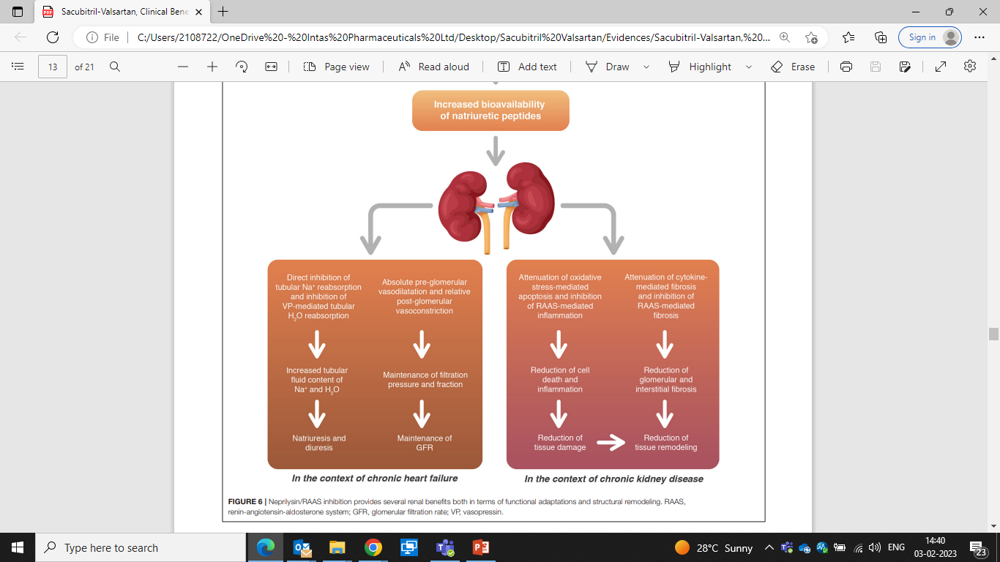 Sacubitril-Valsartan, Clinical Bene
File
C:/Users/2108722/OneDrive%20-%20Intas%20Pharmaceuticals%20Ltd/Desktop/Sacubitril%20Valsartan/Evidences/Sacubitril-Valsartan,%20...
Sign in
13 of 21
Page view
Read aloud
Add text
Draw
Highlight
Erase
Increased bioavailability
of natriuretic peptides
Direct inhibition of
tubular Na⁺ reabsorption
and inhibition of
VP-mediated tubular
H₂O reabsorption
Increased tubular
fluid content of
Na⁺ and H₂O
Natriuresis and
diuresis
Absolute pre-glomerular
vasodilatation and relative
post-glomerular
vasoconstriction
Maintenance of filtration
pressure and fraction
Maintenance of
GFR
In the context of chronic heart failure
Attenuation of oxidative
stress-mediated
apoptosis and inhibition
of RAAS-mediated
inflammation
Reduction of cell
death and
inflammation
Reduction of
tissue damage
Attenuation of cytokine-
mediated fibrosis
and inhibition of
RAAS-mediated
fibrosis
Reduction of
glomerular and
interstitial fibrosis
Reduction of
tissue remodeling
In the context of chronic kidney disease
FIGURE 6 | Neprilysin/RAAS inhibition provides several renal benefits both in terms of functional adaptations and structural remodeling. RAAS,
renin-angiotensin-aldosterone system; GFR, glomerular filtration rate; VP, vasopressin.
Type here to search
28°C Sunny
ENG
14:40
03-02-2023
23